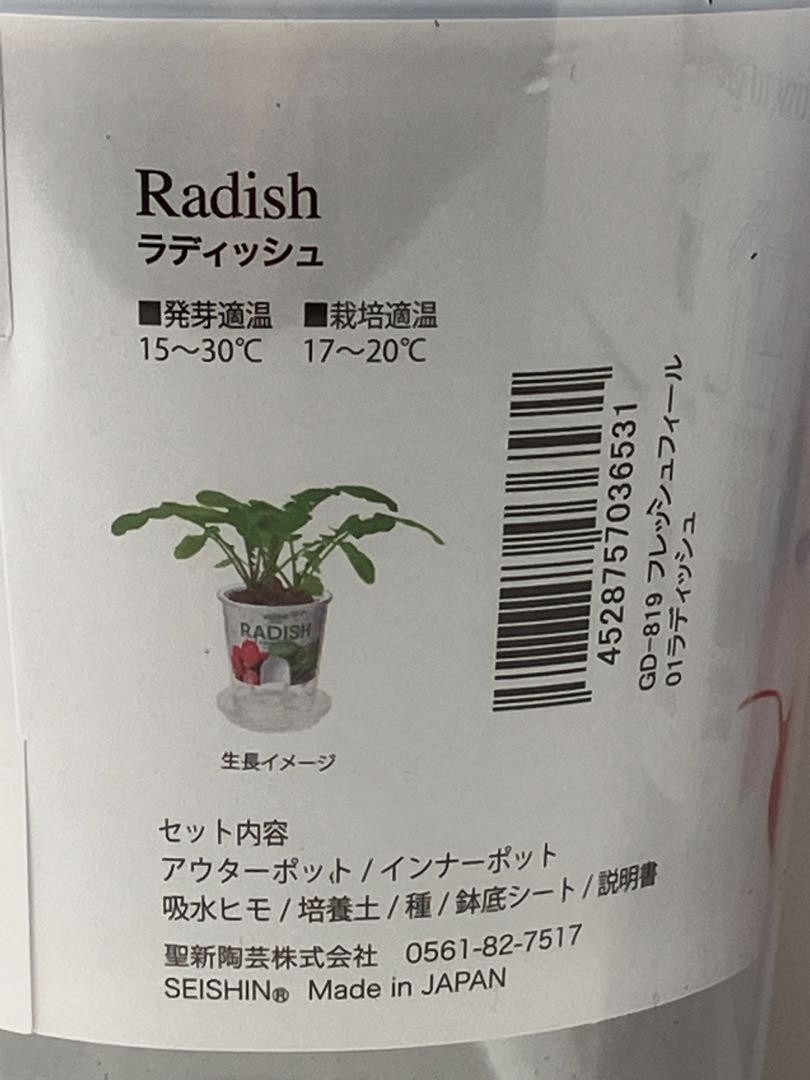 Radish
ラディッシュ
■発芽適温 ■栽培適温
15～30℃ 17～20℃
RADISH
生長イメージ
4528757036531
GD-819 フレッシュフィール
01ラディッシュ
セット内容
アウターポット/インナーポット
吸水ヒモ/培養土/種/鉢底シート/説明書
聖新陶芸株式会社 0561-82-7517
SEISHIN® Made in JAPAN